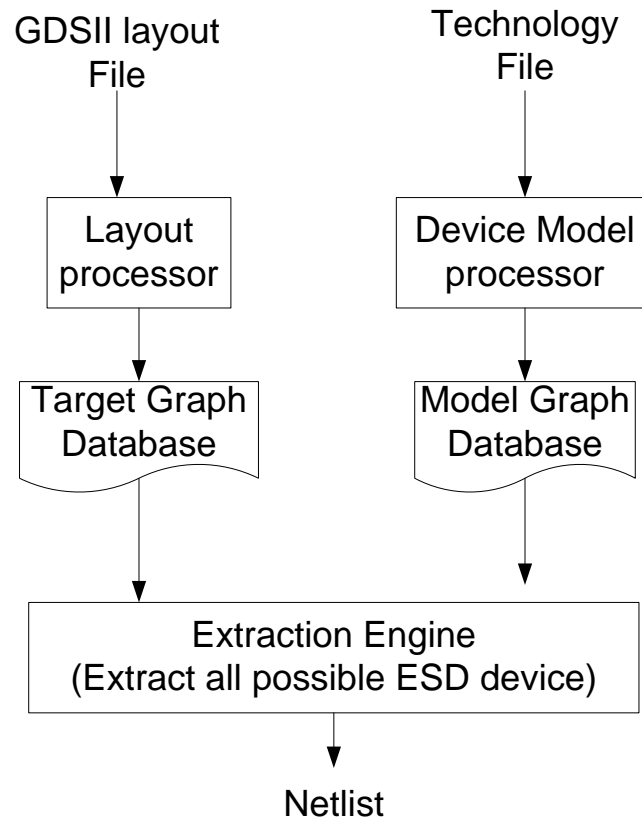 GDSII layout
File
Technology
File
Layout
processor
Device Model
processor
Target Graph
Database
Model Graph
Database
Extraction Engine
(Extract all possible ESD device)
Netlist